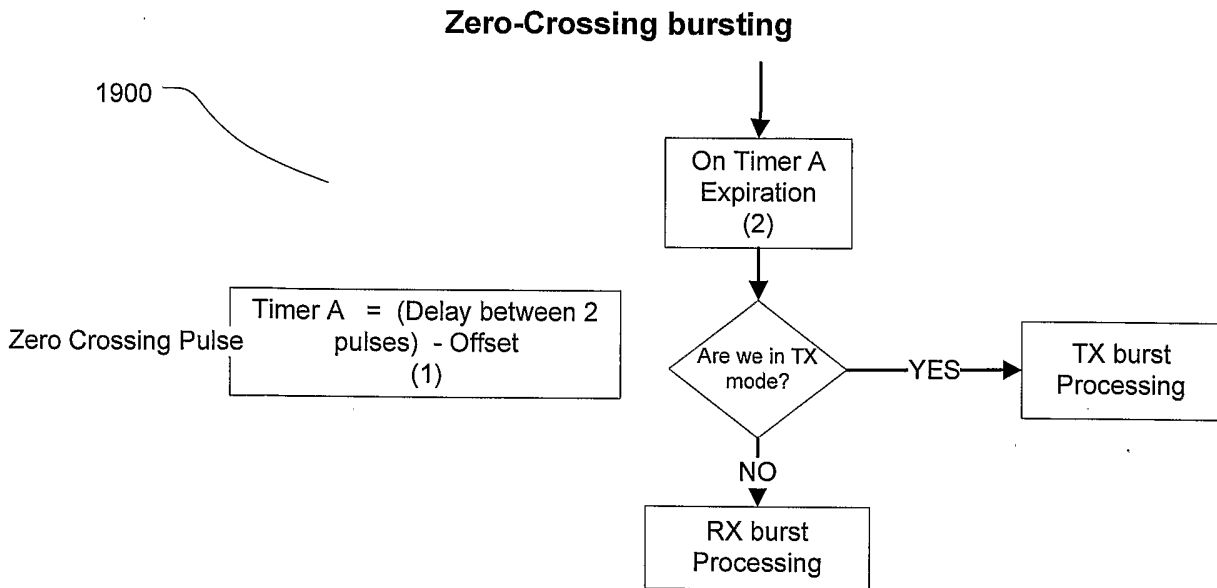 Zero-Crossing bursting
1900
On Timer A
Expiration
(2)
Zero Crossing Pulse
Timer A = (Delay between 2
pulses) - Offset
(1)
Are we in TX
mode?
YES
TX burst
Processing
NO
RX burst
Processing